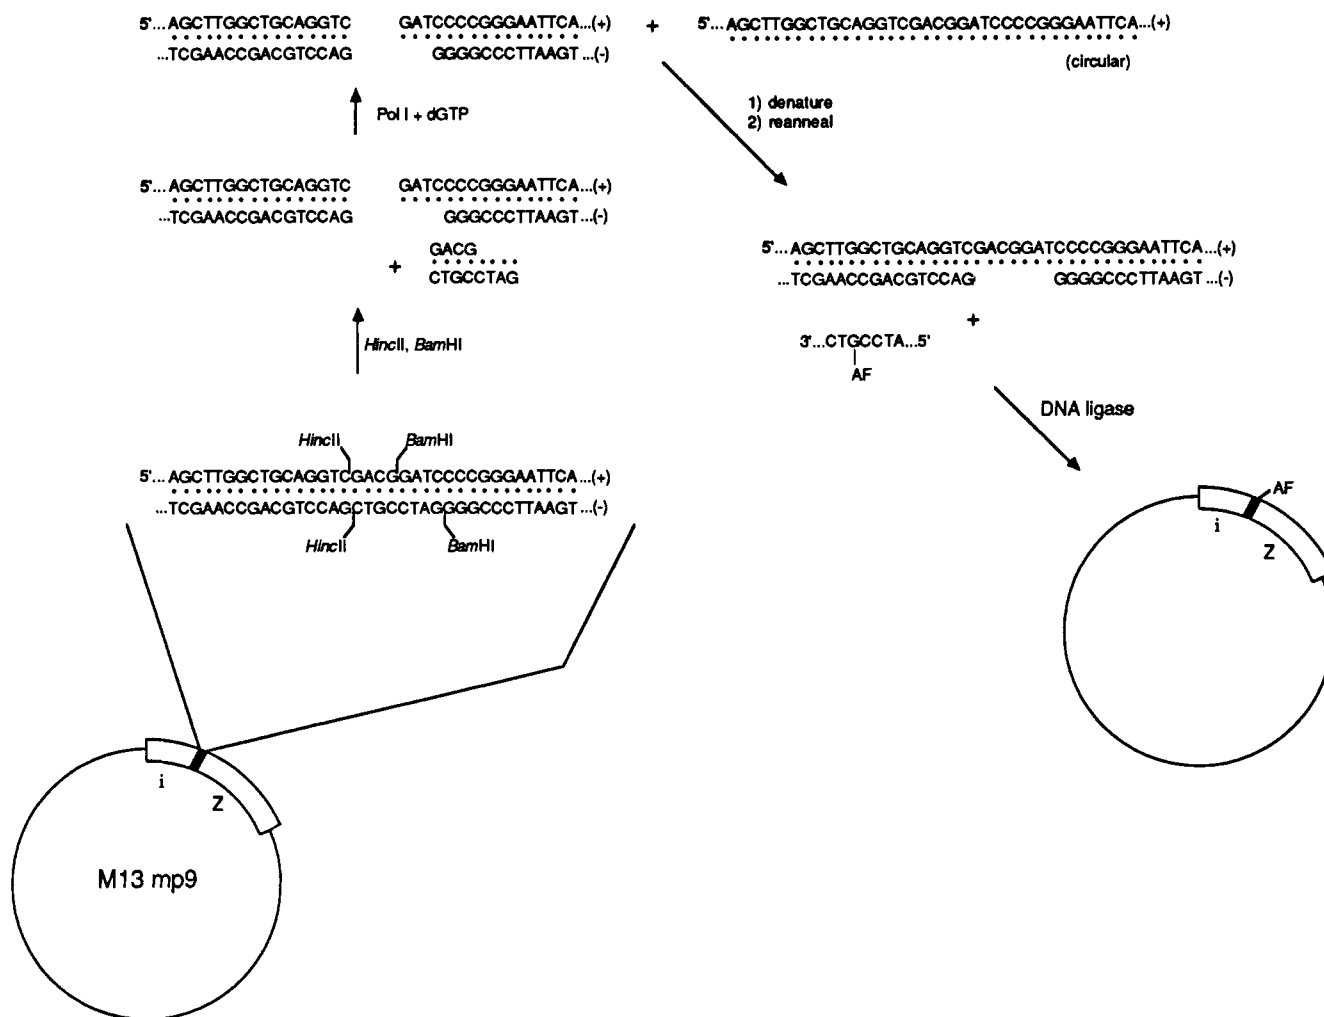 5'...AGCTTGGCTGCAGGTC GATCCCCGGGAATTCA...(+) + 5'...AGCTTGGCTGCAGGTCGACGGATCCCCGGGAATTCA...(+)
...TCGAACCGACGTCCAG GGGGCCCTTAAGT...(-) (circular)
Pol I + dGTP
1) denature
2) reanneal
5'...AGCTTGGCTGCAGGTC GATCCCCGGGAATTCA...(+)
...TCGAACCGACGTCCAG GGGCCCTTAAGT...(-)
+ GACG
CTGCCTAG
5'...AGCTTGGCTGCAGGTCGACGGATCCCCGGGAATTCA...(+)
...TCGAACCGACGTCCAG GGGGCCCTTAAGT...(-)
+
3'...CTGCCTA...5'
AF
HincII, BamHI
DNA ligase
HincII BamHI
5'...AGCTTGGCTGCAGGTCGACGGATCCCCGGGAATTCA...(+)
...TCGAACCGACGTCCAGCTGCCTAGGGGCCCTTAAGT...(-)
HincII BamHI
AF
i
Z
i
Z
M13 mp9